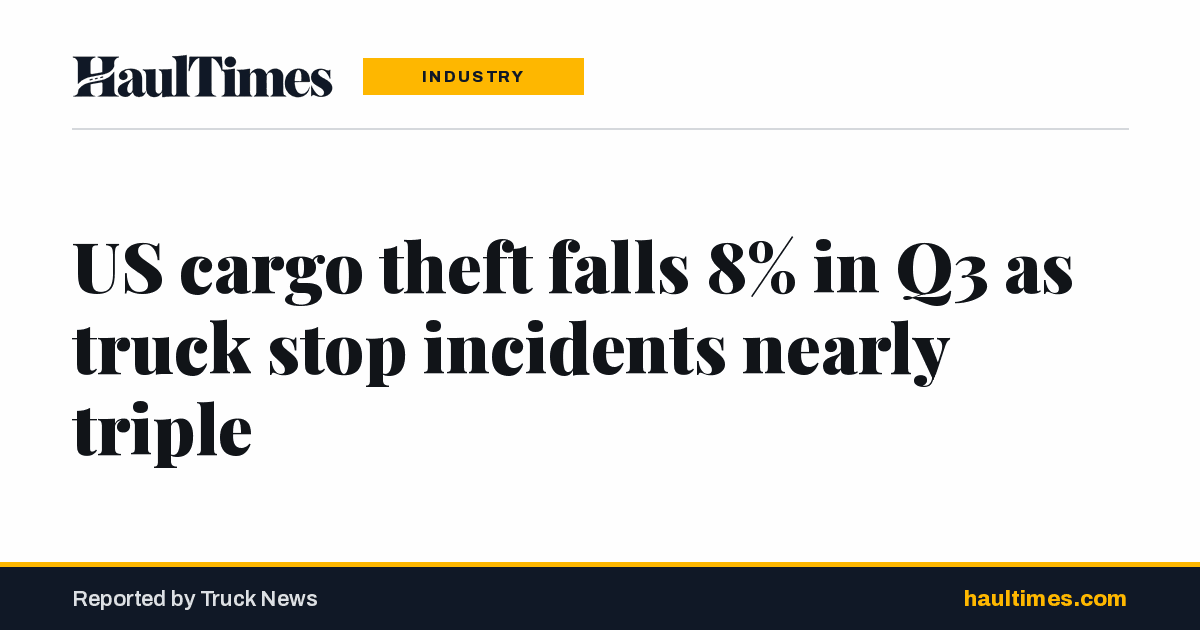 HaulTimes
INDUSTRY
US cargo theft falls 8% in Q3 as
truck stop incidents nearly
triple
Reported by Truck News
haultimes.com